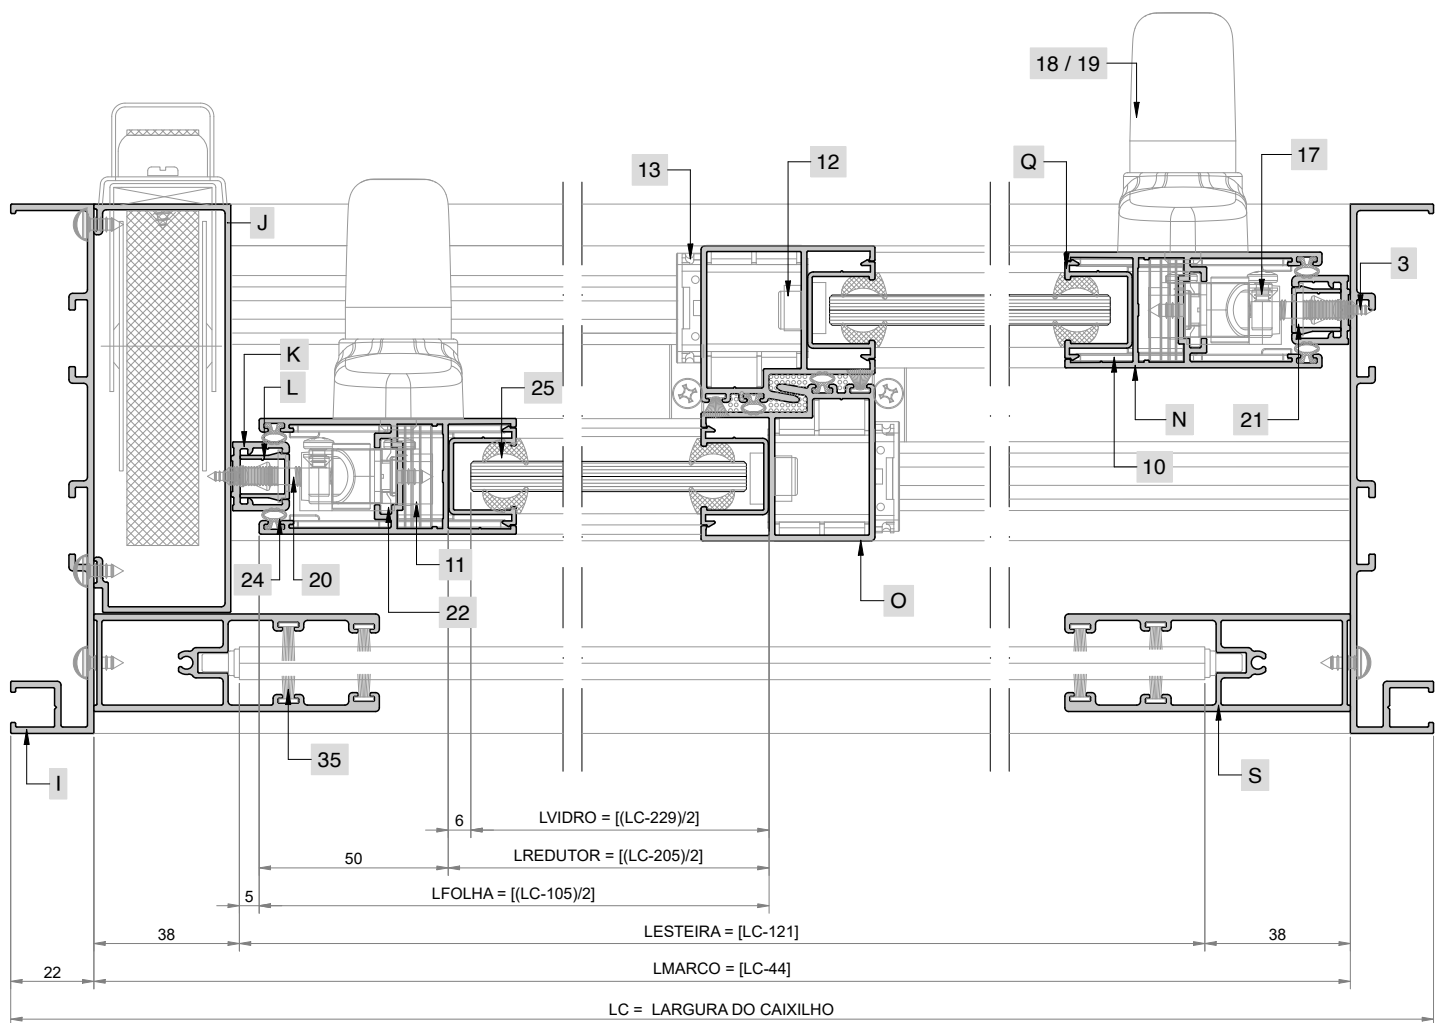 18 / 19
13
12
Q
17
J
3
K
L
25
N
21
10
24
20
11
22
O
35
I
S
6
LVIDRO = [(LC-229)/2]
50
LREDUTOR = [(LC-205)/2]
5
LFOLHA = [(LC-105)/2]
38
LESTEIRA = [LC-121]
38
22
LMARCO = [LC-44]
LC = LARGURA DO CAIXILHO